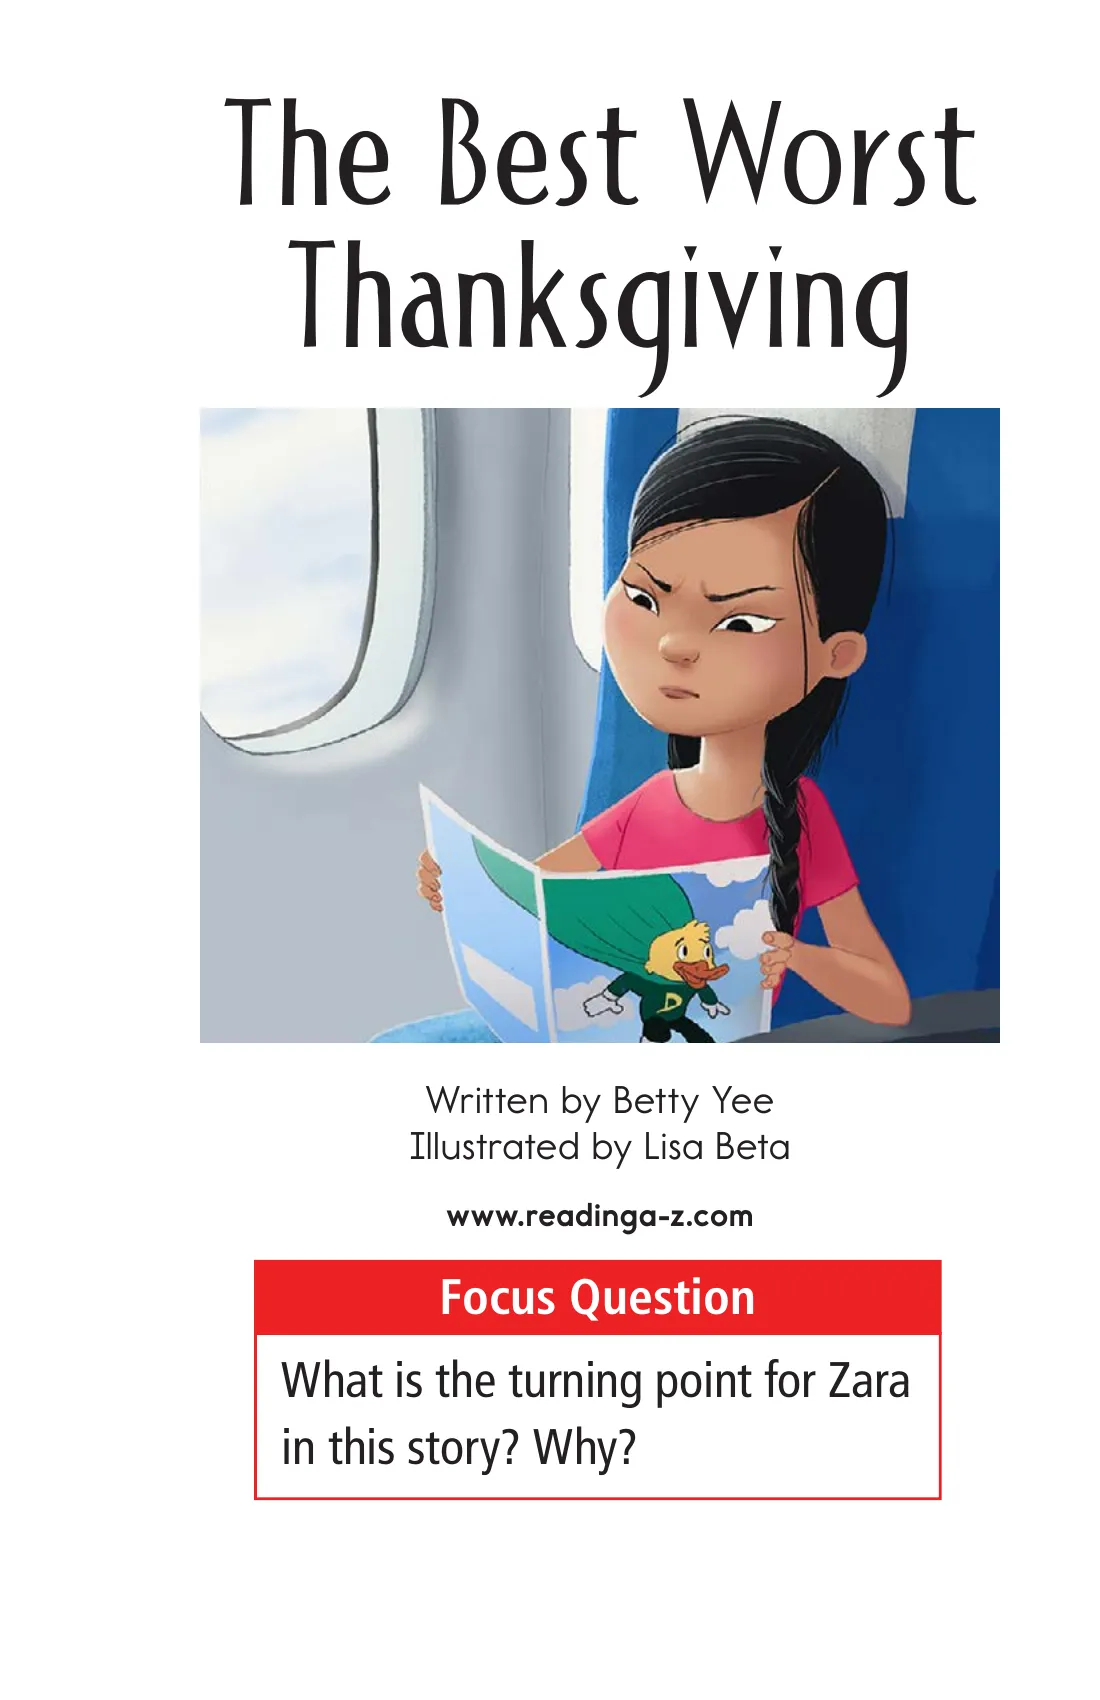 The Best Worst
Thanksgiving
D
Written by Betty Yee
Illustrated by Lisa Beta
www.readinga-z.com
Focus Question
What is the turning point for Zara
in this story? Why?